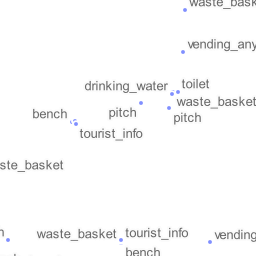 waste_bask
vending_any
drinking_water
toilet
waste_basket
bench
pitch
pitch
tourist_info
ste_basket
waste_basket
tourist_info
vending
bench